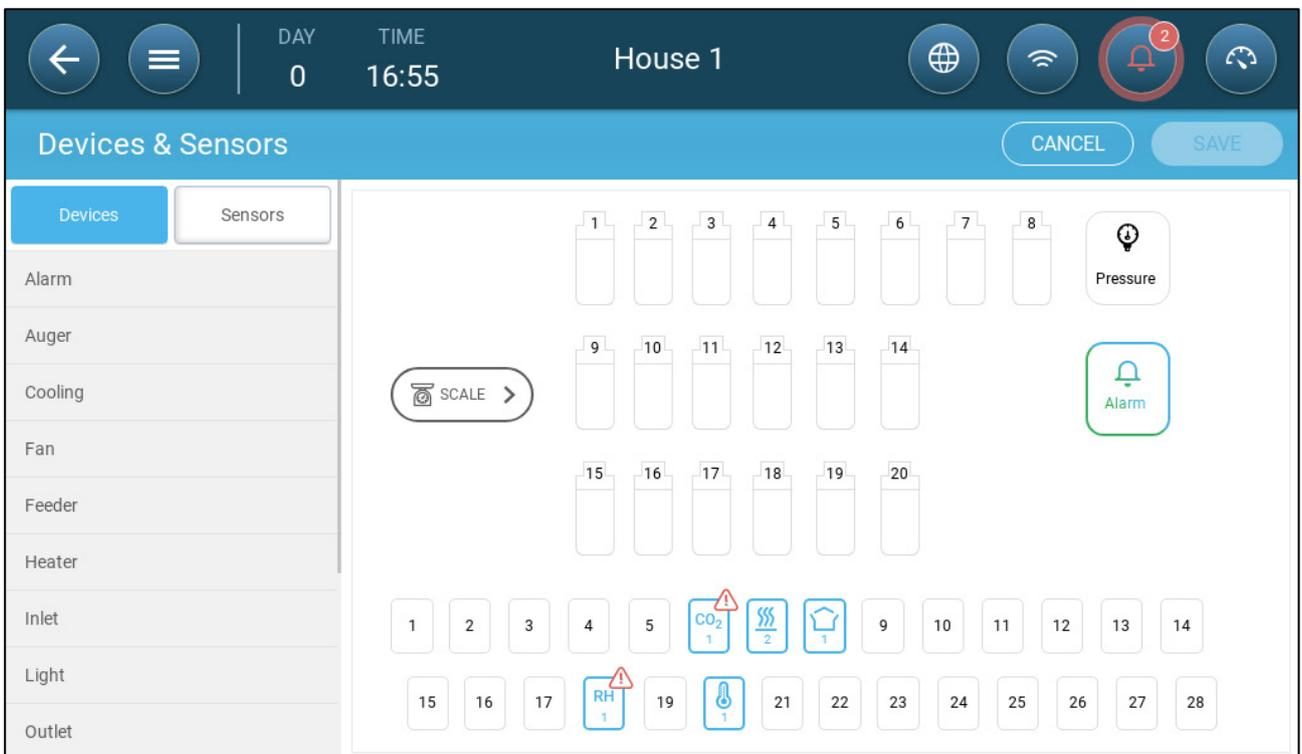 DAY TIME
0 16:55 House 1 2
Devices & Sensors CANCEL SAVE
Devices Sensors
Alarm
Auger
Cooling
Fan
Feeder
Heater
Inlet
Light
Outlet
1 2 3 4 5 6 7 8
Pressure
9 10 11 12 13 14
SCALE
Alarm
15 16 17 18 19 20
1 2 3 4 5 CO₂ 1 2 1 9 10 11 12 13 14
15 16 17 RH 1 19 1 21 22 23 24 25 26 27 28